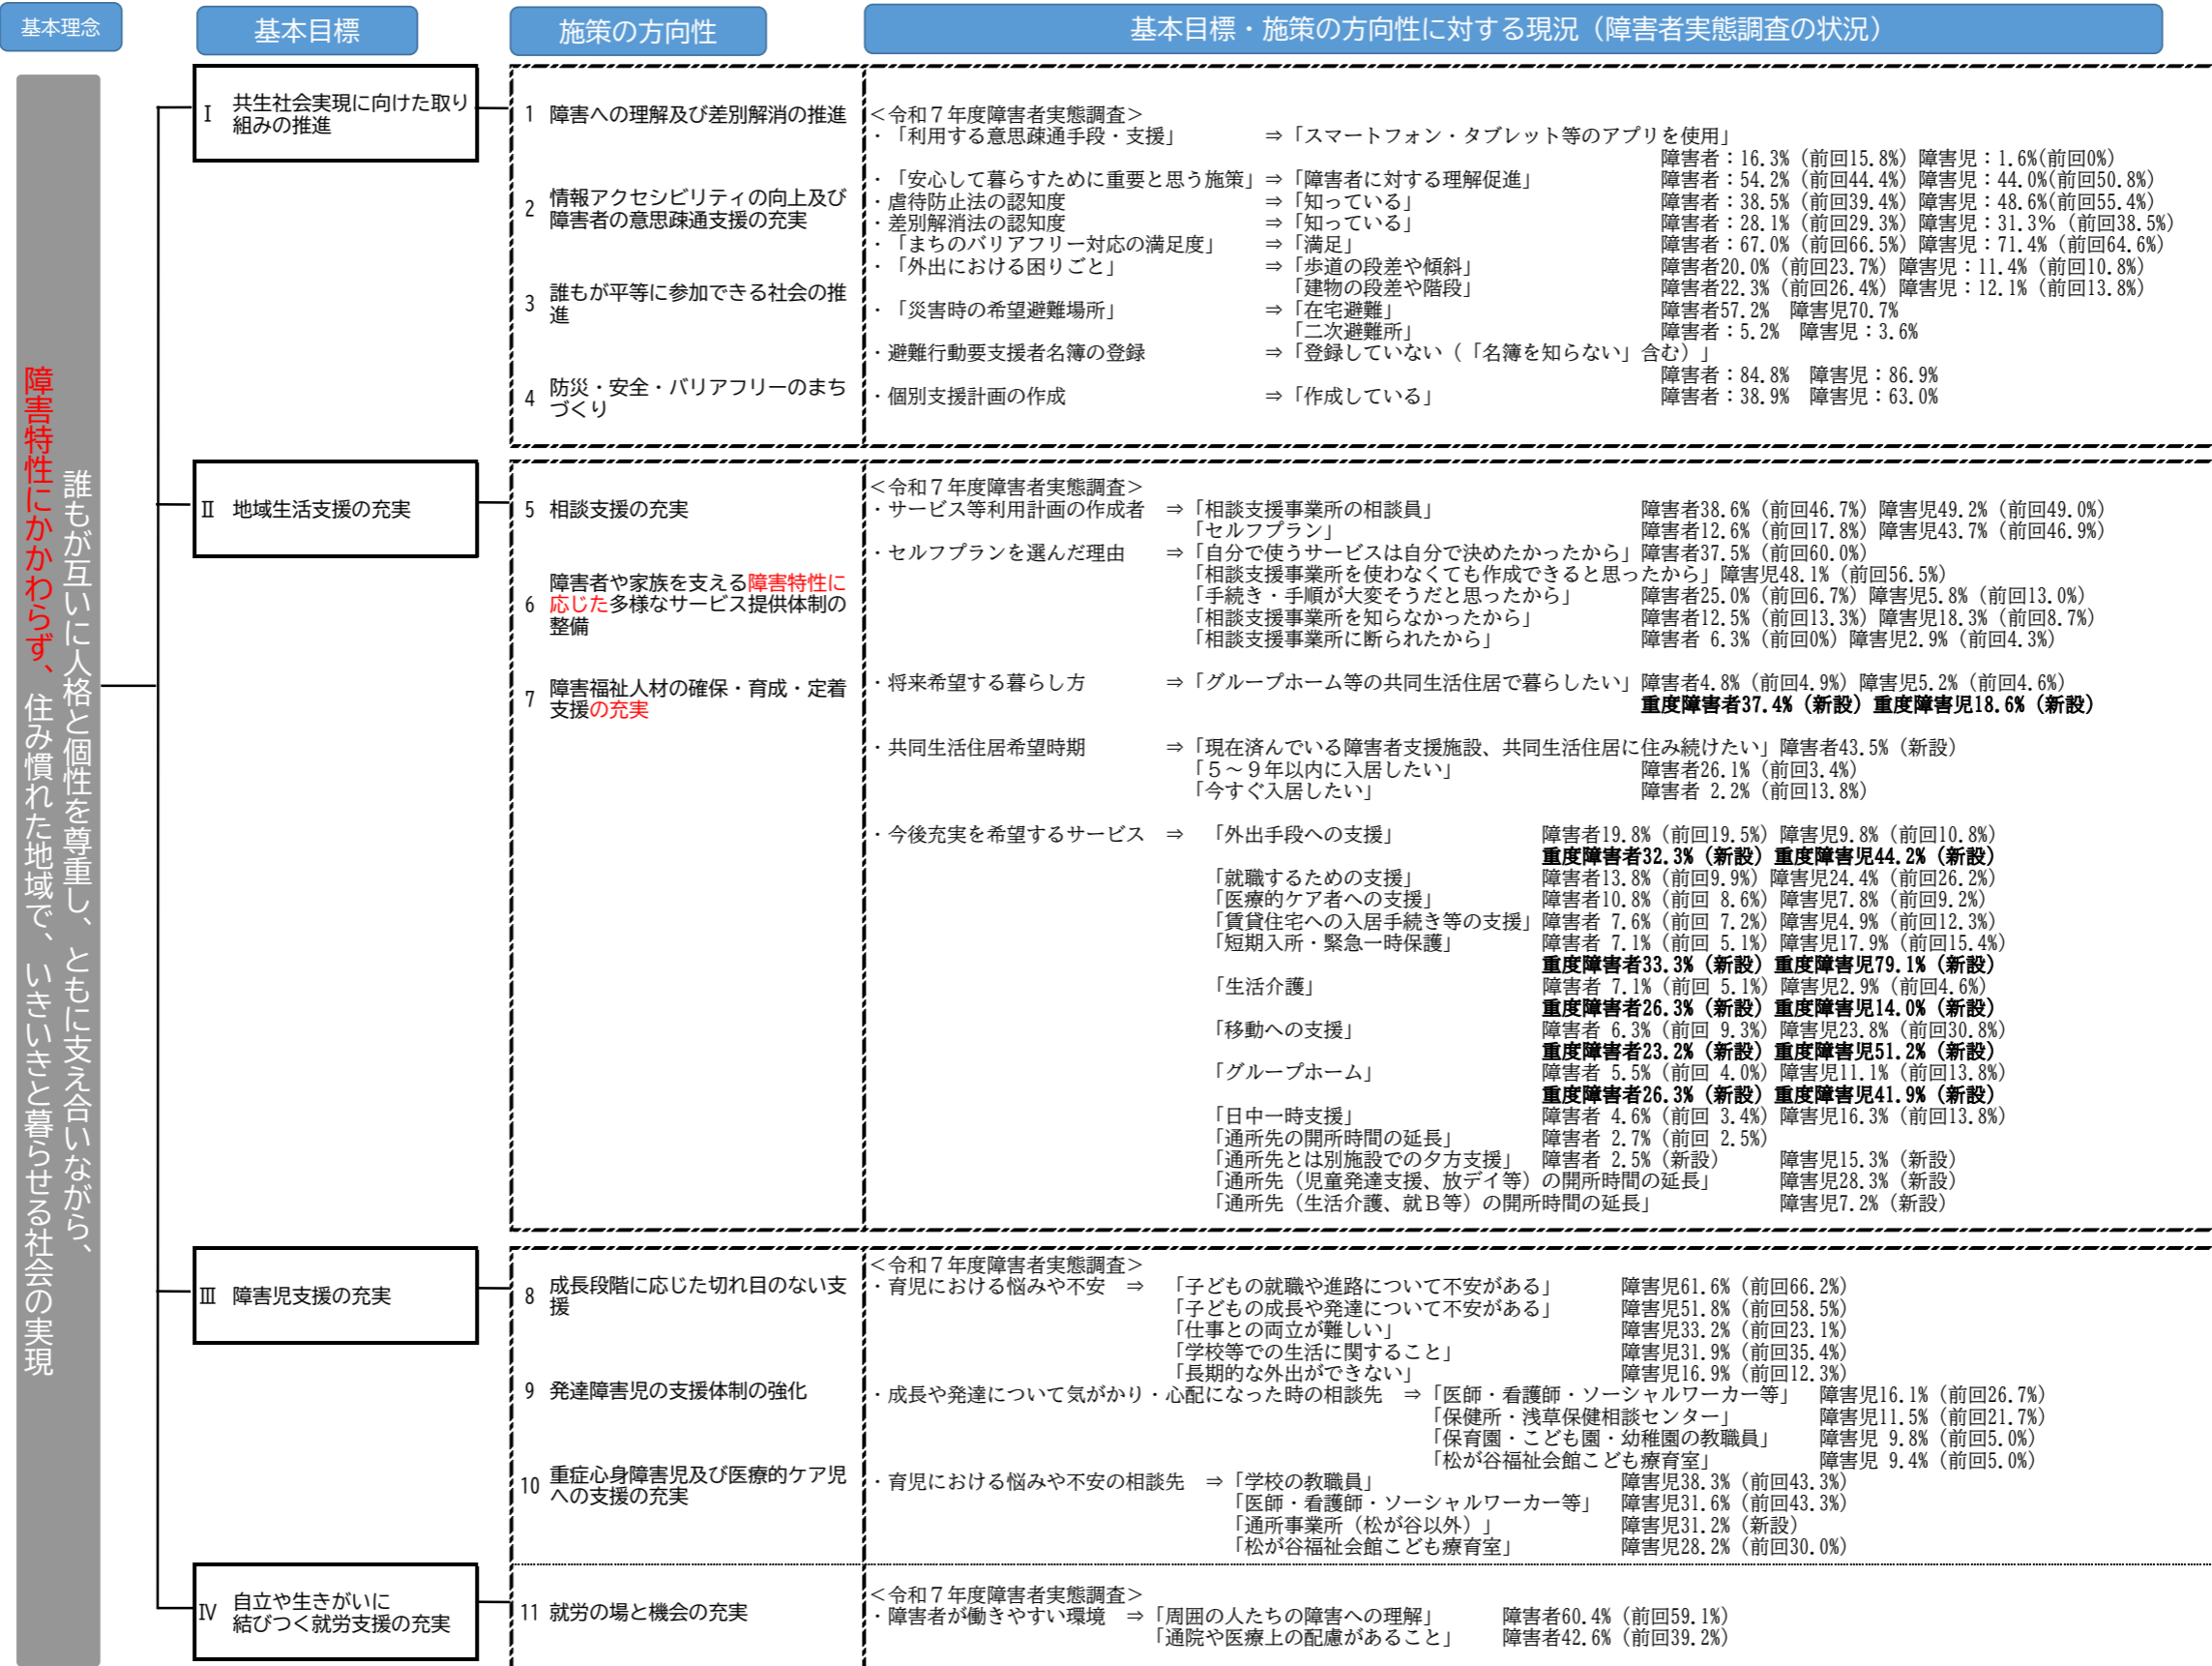 基本理念
基本目標
施策の方向性
基本目標・施策の方向性に対する現況（障害者実態調査の状況）
誰もが互いに人格と個性を尊重し、ともに支え合いながら、
障害特性にかかわらず、住み慣れた地域で、いきいきと暮らせる社会の実現
Ⅰ 共生社会実現に向けた取り
組みの推進
1 障害への理解及び差別解消の推進
2 情報アクセシビリティの向上及び
障害者の意思疎通支援の充実
3 誰もが平等に参加できる社会の推
進
4 防災・安全・バリアフリーのまち
づくり
＜令和７年度障害者実態調査＞
・「利用する意思疎通手段・支援」 ⇒「スマートフォン・タブレット等のアプリを使用」
障害者：16.3%（前回15.8%）障害児：1.6%(前回0%)
・「安心して暮らすために重要と思う施策」⇒「障害者に対する理解促進」 障害者：54.2%（前回44.4%）障害児：44.0%(前回50.8%)
・虐待防止法の認知度 ⇒「知っている」 障害者：38.5%（前回39.4%）障害児：48.6%(前回55.4%)
・差別解消法の認知度 ⇒「知っている」 障害者：28.1%（前回29.3%）障害児：31.3%（前回38.5%)
・「まちのバリアフリー対応の満足度」 ⇒「満足」 障害者：67.0%（前回66.5%）障害児：71.4%（前回64.6%）
・「外出における困りごと」 ⇒「歩道の段差や傾斜」 障害者20.0%（前回23.7%）障害児：11.4%（前回10.8%）
「建物の段差や階段」 障害者22.3%（前回26.4%）障害児：12.1%（前回13.8%）
・「災害時の希望避難場所」 ⇒「在宅避難」 障害者57.2% 障害児70.7%
「二次避難所」 障害者：5.2% 障害児：3.6%
・避難行動要支援者名簿の登録 ⇒「登録していない（「名簿を知らない」含む）」
障害者：84.8% 障害児：86.9%
・個別支援計画の作成 ⇒「作成している」 障害者：38.9% 障害児：63.0%
Ⅱ 地域生活支援の充実
5 相談支援の充実
6 障害者や家族を支える障害特性に
応じた多様なサービス提供体制の
整備
7 障害福祉人材の確保・育成・定着
支援の充実
＜令和７年度障害者実態調査＞
・サービス等利用計画の作成者 ⇒「相談支援事業所の相談員」 障害者38.6%（前回46.7%）障害児49.2%（前回49.0%）
「セルフプラン」 障害者12.6%（前回17.8%）障害児43.7%（前回46.9%）
・セルフプランを選んだ理由 ⇒「自分で使うサービスは自分で決めたかったから」障害者37.5%（前回60.0%）
「相談支援事業所を使わなくても作成できると思ったから」障害児48.1%（前回56.5%）
「手続き・手順が大変そうだと思ったから」 障害者25.0%（前回6.7%）障害児5.8%（前回13.0%）
「相談支援事業所を知らなかったから」 障害者12.5%（前回13.3%）障害児18.3%（前回8.7%）
「相談支援事業所に断られたから」 障害者 6.3%（前回0%）障害児2.9%（前回4.3%）
・将来希望する暮らし方 ⇒「グループホーム等の共同生活住居で暮らしたい」障害者4.8%（前回4.9%）障害児5.2%（前回4.6%）
重度障害者37.4%（新設）重度障害児18.6%（新設）
・共同生活住居希望時期 ⇒「現在済んでいる障害者支援施設、共同生活住居に住み続けたい」障害者43.5%（新設）
「５～９年以内に入居したい」 障害者26.1%（前回3.4%）
「今すぐ入居したい」 障害者 2.2%（前回13.8%）
・今後充実を希望するサービス ⇒ 「外出手段への支援」 障害者19.8%（前回19.5%）障害児9.8%（前回10.8%）
重度障害者32.3%（新設）重度障害児44.2%（新設）
「就職するための支援」 障害者13.8%（前回9.9%）障害児24.4%（前回26.2%）
「医療的ケア者への支援」 障害者10.8%（前回 8.6%）障害児7.8%（前回9.2%）
「賃貸住宅への入居手続き等の支援」障害者 7.6%（前回 7.2%）障害児4.9%（前回12.3%）
「短期入所・緊急一時保護」 障害者 7.1%（前回 5.1%）障害児17.9%（前回15.4%）
重度障害者33.3%（新設）重度障害児79.1%（新設）
「生活介護」 障害者 7.1%（前回 5.1%）障害児2.9%（前回4.6%）
重度障害者26.3%（新設）重度障害児14.0%（新設）
「移動への支援」 障害者 6.3%（前回 9.3%）障害児23.8%（前回30.8%）
重度障害者23.2%（新設）重度障害児51.2%（新設）
「グループホーム」 障害者 5.5%（前回 4.0%）障害児11.1%（前回13.8%）
重度障害者26.3%（新設）重度障害児41.9%（新設）
「日中一時支援」 障害者 4.6%（前回 3.4%）障害児16.3%（前回13.8%）
「通所先の開所時間の延長」 障害者 2.7%（前回 2.5%）
「通所先とは別施設での夕方支援」 障害者 2.5%（新設） 障害児15.3%（新設）
「通所先（児童発達支援、放デイ等）の開所時間の延長」 障害児28.3%（新設）
「通所先（生活介護、就Ｂ等）の開所時間の延長」 障害児7.2%（新設）
Ⅲ 障害児支援の充実
8 成長段階に応じた切れ目のない支
援
9 発達障害児の支援体制の強化
10 重症心身障害児及び医療的ケア児
への支援の充実
＜令和７年度障害者実態調査＞
・育児における悩みや不安 ⇒ 「子どもの就職や進路について不安がある」 障害児61.6%（前回66.2%）
「子どもの成長や発達について不安がある」 障害児51.8%（前回58.5%）
「仕事との両立が難しい」 障害児33.2%（前回23.1%）
「学校等での生活に関すること」 障害児31.9%（前回35.4%）
「長期的な外出ができない」 障害児16.9%（前回12.3%）
・成長や発達について気がかり・心配になった時の相談先 ⇒「医師・看護師・ソーシャルワーカー等」 障害児16.1%（前回26.7%）
「保健所・浅草保健相談センター」 障害児11.5%（前回21.7%）
「保育園・こども園・幼稚園の教職員」 障害児 9.8%（前回5.0%）
「松が谷福祉会館こども療育室」 障害児 9.4%（前回5.0%）
・育児における悩みや不安の相談先 ⇒「学校の教職員」 障害児38.3%（前回43.3%）
「医師・看護師・ソーシャルワーカー等」 障害児31.6%（前回43.3%）
「通所事業所（松が谷以外）」 障害児31.2%（新設）
「松が谷福祉会館こども療育室」 障害児28.2%（前回30.0%）
Ⅳ 自立や生きがいに
結びつく就労支援の充実
11 就労の場と機会の充実
＜令和７年度障害者実態調査＞
・障害者が働きやすい環境 ⇒「周囲の人たちの障害への理解」 障害者60.4%（前回59.1%）
「通院や医療上の配慮があること」 障害者42.6%（前回39.2%）